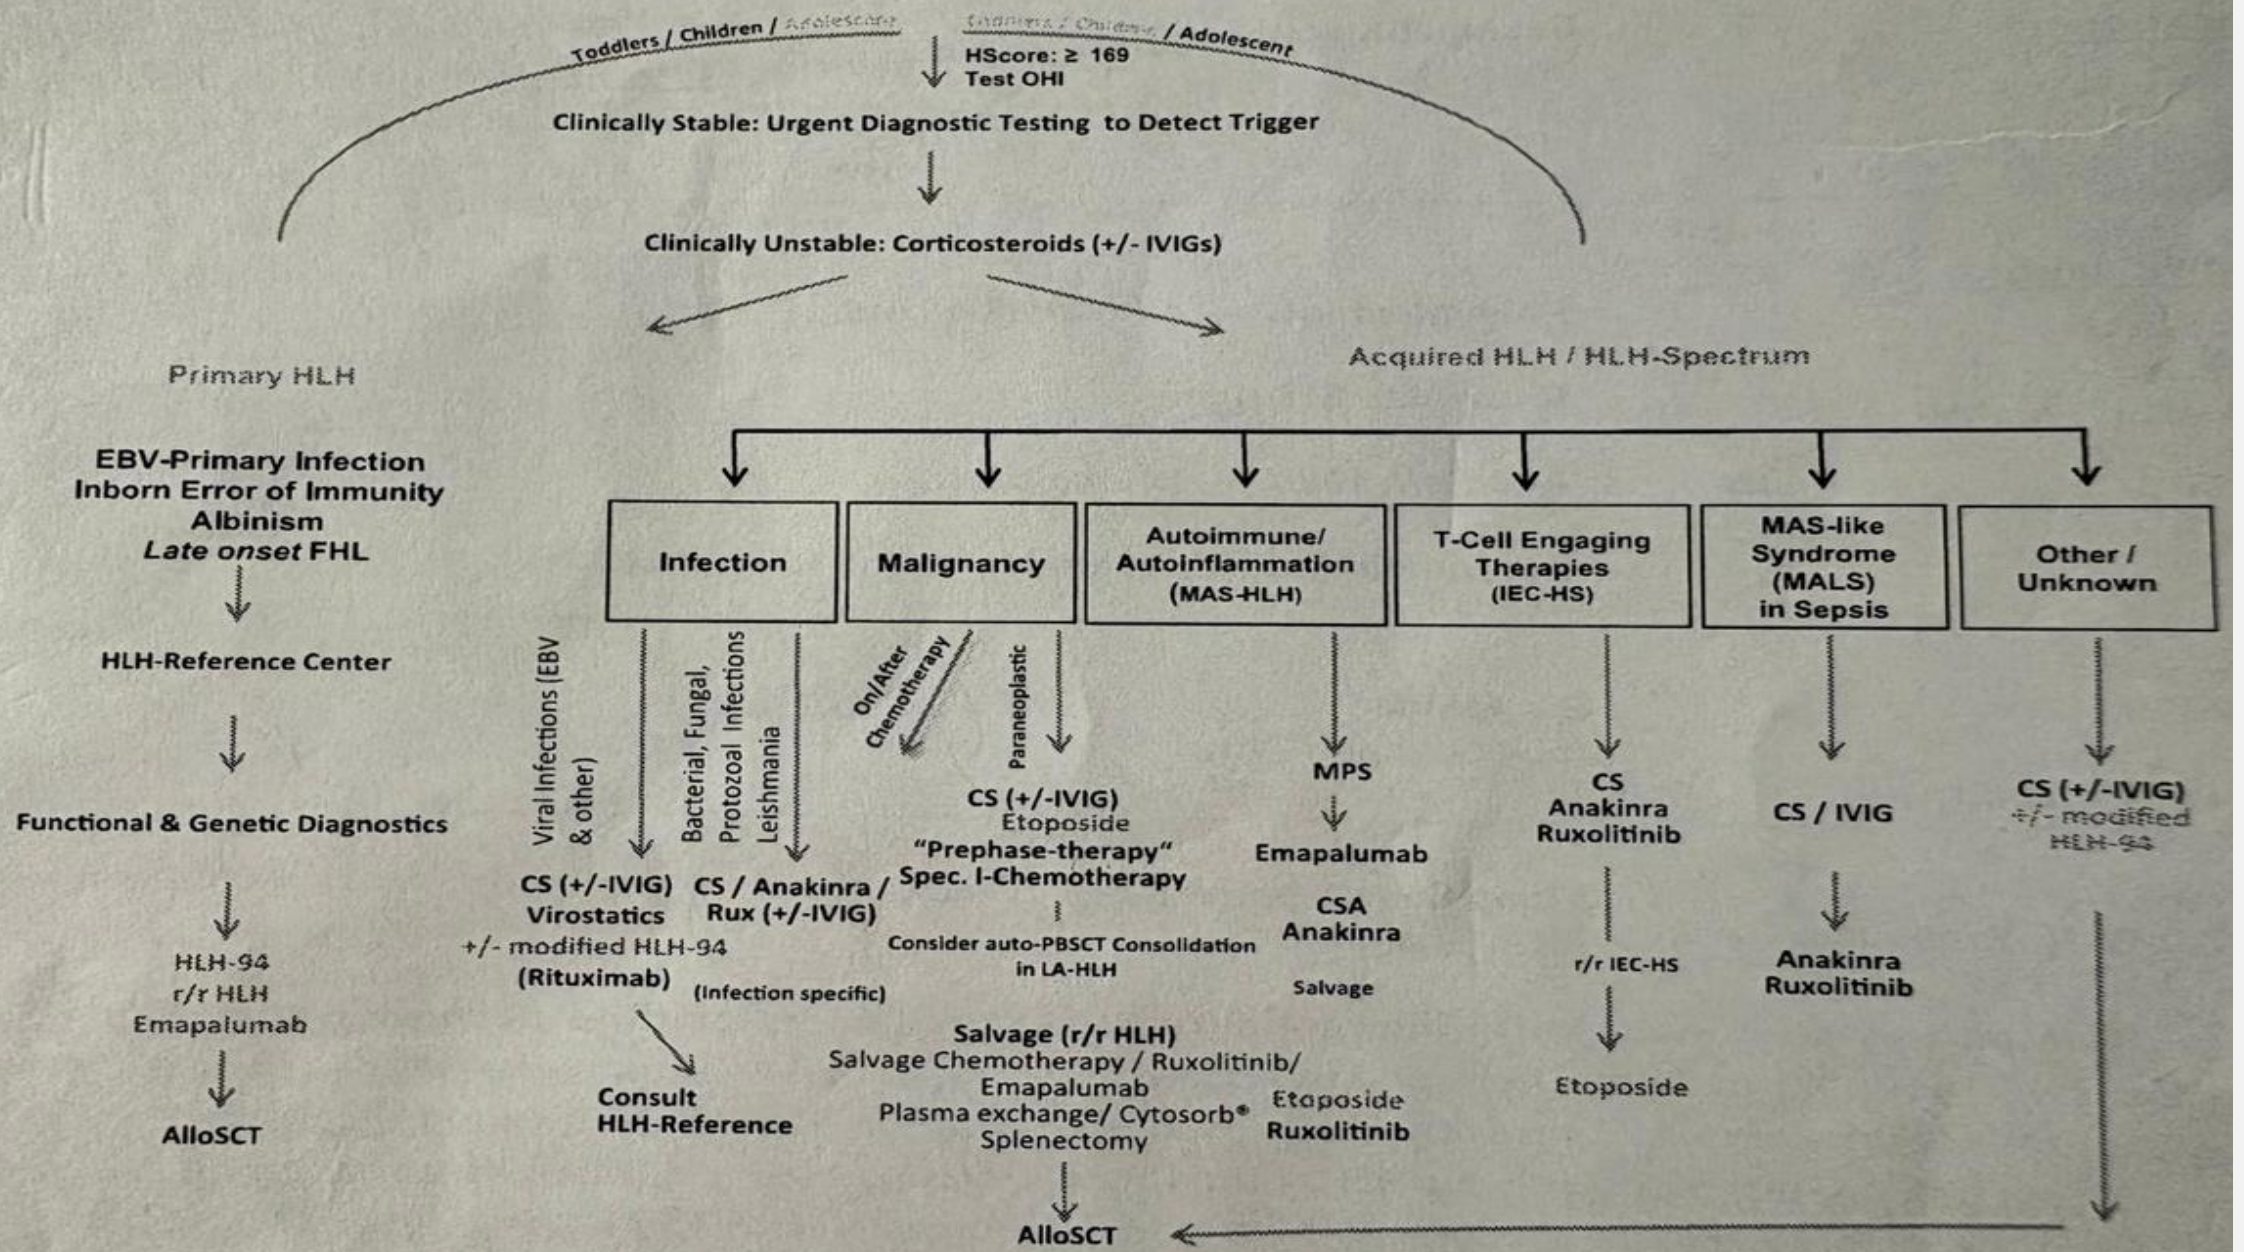 Toddlers / Children / Adolescent
Toddlers / Children / Adolescent
HScore: ≥ 169
Test OHI
Clinically Stable: Urgent Diagnostic Testing to Detect Trigger
Clinically Unstable: Corticosteroids (+/- IVIGs)
Primary HLH
Acquired HLH / HLH-Spectrum
EBV-Primary Infection
Inborn Error of Immunity
Albinism
Late onset FHL
HLH-Reference Center
Functional & Genetic Diagnostics
HLH-94
r/r HLH
Emapalumab
AlloSCT
Infection
Viral Infections (EBV
& other)
CS (+/-IVIG)
Virostatics
+/- modified HLH-94
(Rituximab)
Consult
HLH-Reference
Bacterial, Fungal,
Protozoal Infections
Leishmania
CS / Anakinra /
Rux (+/-IVIG)
(Infection specific)
Malignancy
On/After
Chemotherapy
Paraneoplastic
CS (+/-IVIG)
Etoposide
“Prephase-therapy“
Spec. I-Chemotherapy
Consider auto-PBSCT Consolidation
in LA-HLH
Salvage (r/r HLH)
Salvage Chemotherapy / Ruxolitinib/
Emapalumab
Plasma exchange/ Cytosorb®
Splenectomy
AlloSCT
Autoimmune/
Autoinflammation
(MAS-HLH)
MPS
Emapalumab
CSA
Anakinra
Salvage
Etoposide
Ruxolitinib
T-Cell Engaging
Therapies
(IEC-HS)
CS
Anakinra
Ruxolitinib
r/r IEC-HS
Etoposide
MAS-like
Syndrome
(MALS)
in Sepsis
CS / IVIG
Anakinra
Ruxolitinib
Other /
Unknown
CS (+/-IVIG)
+/- modified
HLH-94